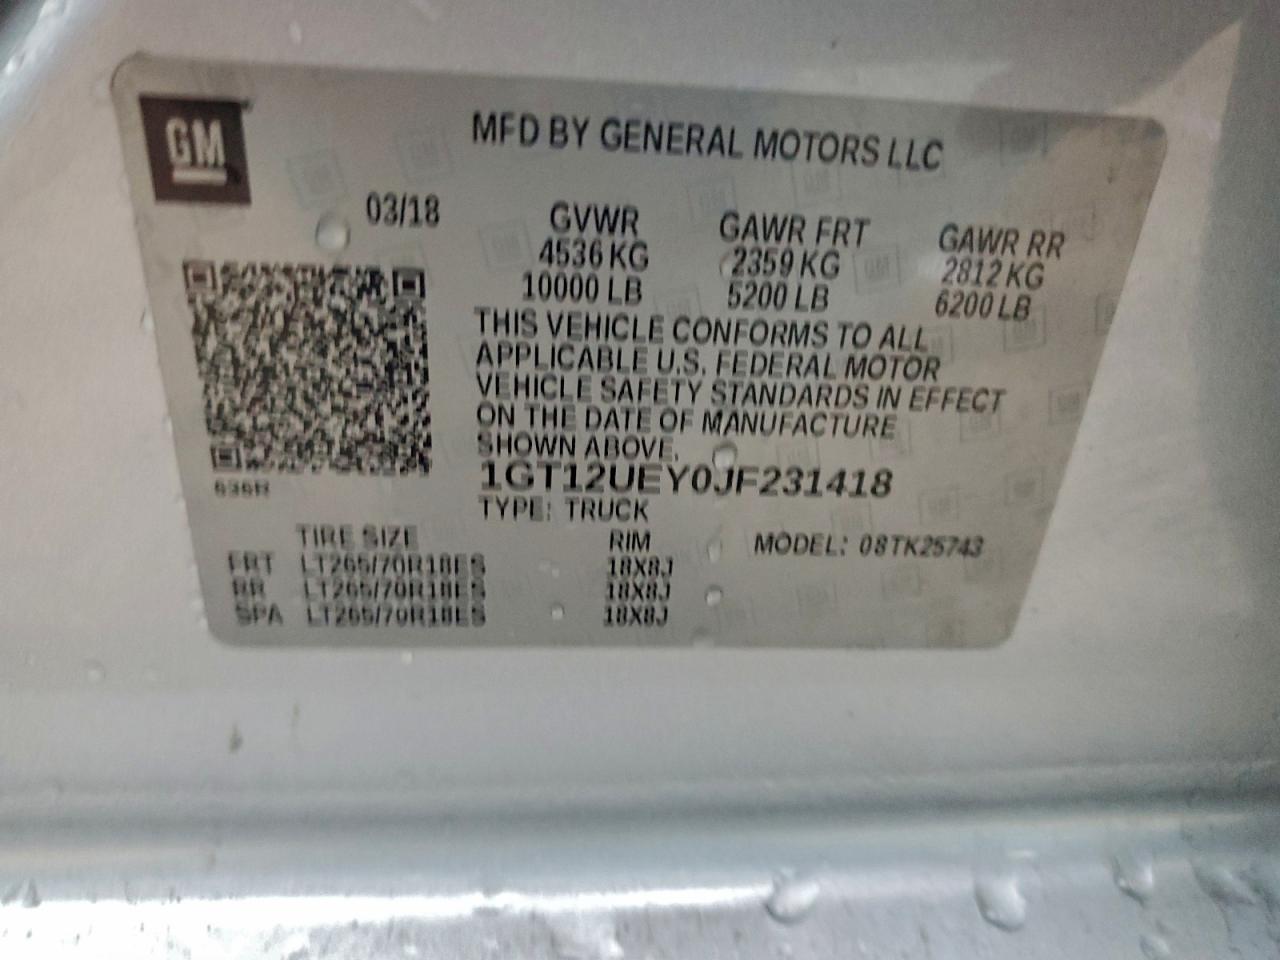 GM
MFD BY GENERAL MOTORS LLC
03/18
GVWR GAWR FRT GAWR RR
4536 KG 2359 KG 2812 KG
10000 LB 5200 LB 6200 LB
THIS VEHICLE CONFORMS TO ALL
APPLICABLE U.S. FEDERAL MOTOR
VEHICLE SAFETY STANDARDS IN EFFECT
ON THE DATE OF MANUFACTURE
SHOWN ABOVE.
1GT12UEY0JF231418
TYPE: TRUCK
TIRE SIZE RIM MODEL: 08TK25743
FRT LT265/70R18ES 18X8J
RR LT265/70R18ES 18X8J
SPA LT265/70R18ES 18X8J